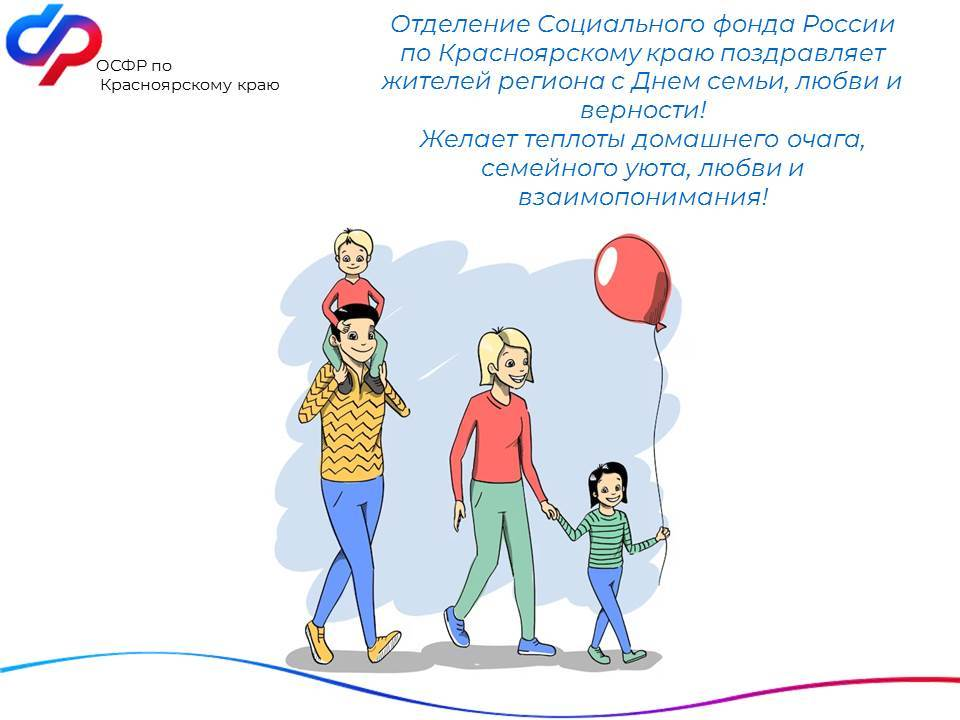 ОСФР по
Красноярскому краю
Отделение Социального фонда России
по Красноярскому краю поздравляет
жителей региона с Днем семьи, любви и
верности!
Желает теплоты домашнего очага,
семейного уюта, любви и
взаимопонимания!